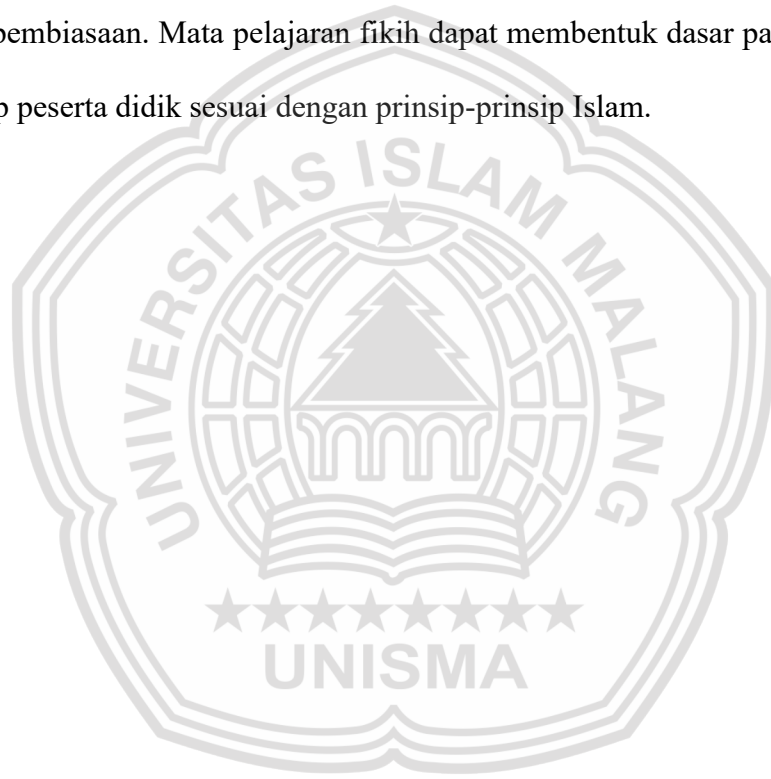 pembiasaan. Mata pelajaran fikih dapat membentuk dasar pa
p peserta didik sesuai dengan prinsip-prinsip Islam.
UNIVERSITAS ISLAM MALANG
UNISMA